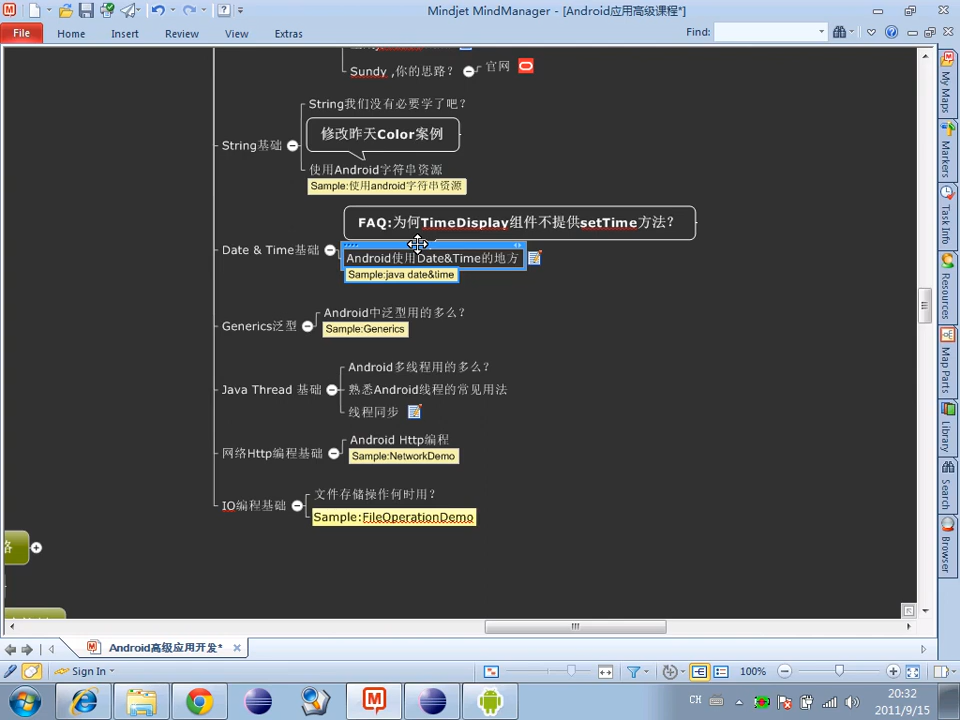 Mindjet MindManager - [Android应用高级课程*]
File
Home
Insert
Review
View
Extras
Find:
Sundy ,你的思路？
官网
String基础
String我们没有必要学了吧？
修改昨天Color案例
使用Android字符串资源
Sample:使用android字符串资源
FAQ:为何TimeDisplay组件不提供setTime方法？
Date & Time基础
Android使用Date&Time的地方
Sample:java date&time
Generics泛型
Android中泛型用的多么？
Sample:Generics
Java Thread 基础
Android多线程用的多么？
熟悉Android线程的常见用法
线程同步
网络Http编程基础
Android Http编程
Sample:NetworkDemo
IO编程基础
文件存储操作何时用？
Sample:FileOperationDemo
My Maps
Markers
Task Info
Resources
Map Parts
Library
Search
Browser
Android高级应用开发*
Sign In
100%
CH
20:32
2011/9/15